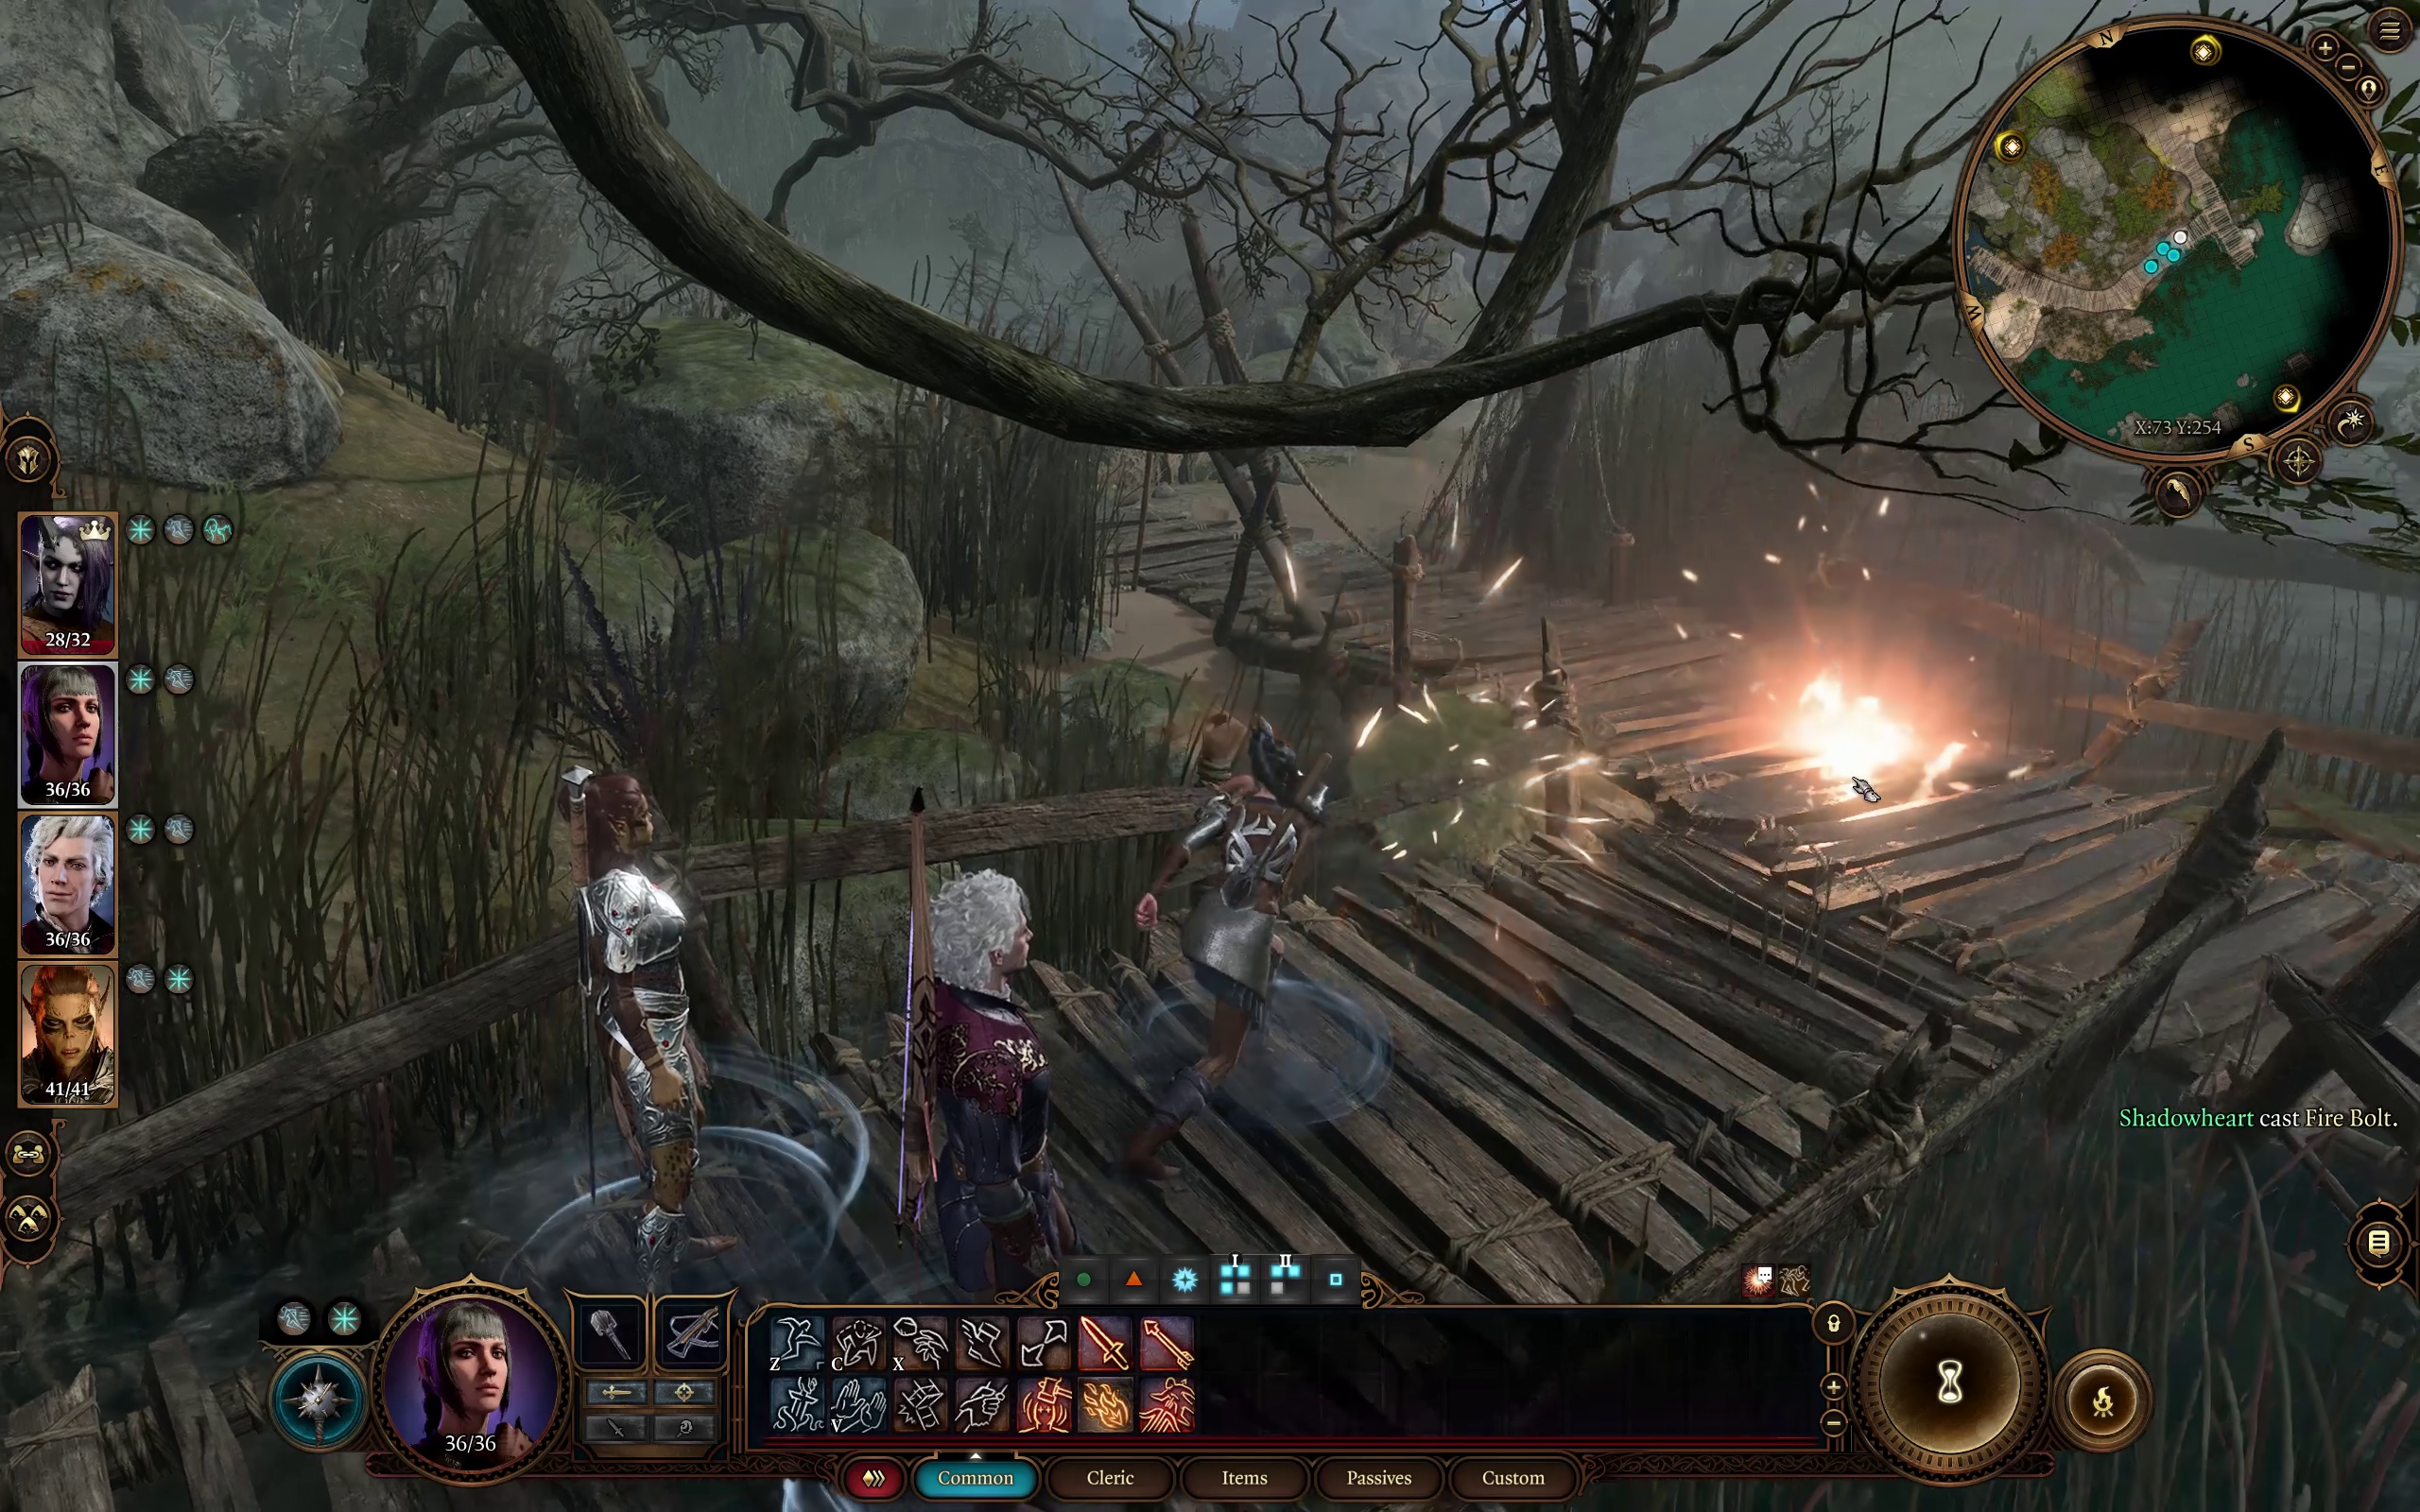 N
E
W
S
X:73 Y:254
28/32
36/36
36/36
41/41
Shadowheart cast Fire Bolt.
I II
Z C X
V
36/36
Common Cleric Items Passives Custom